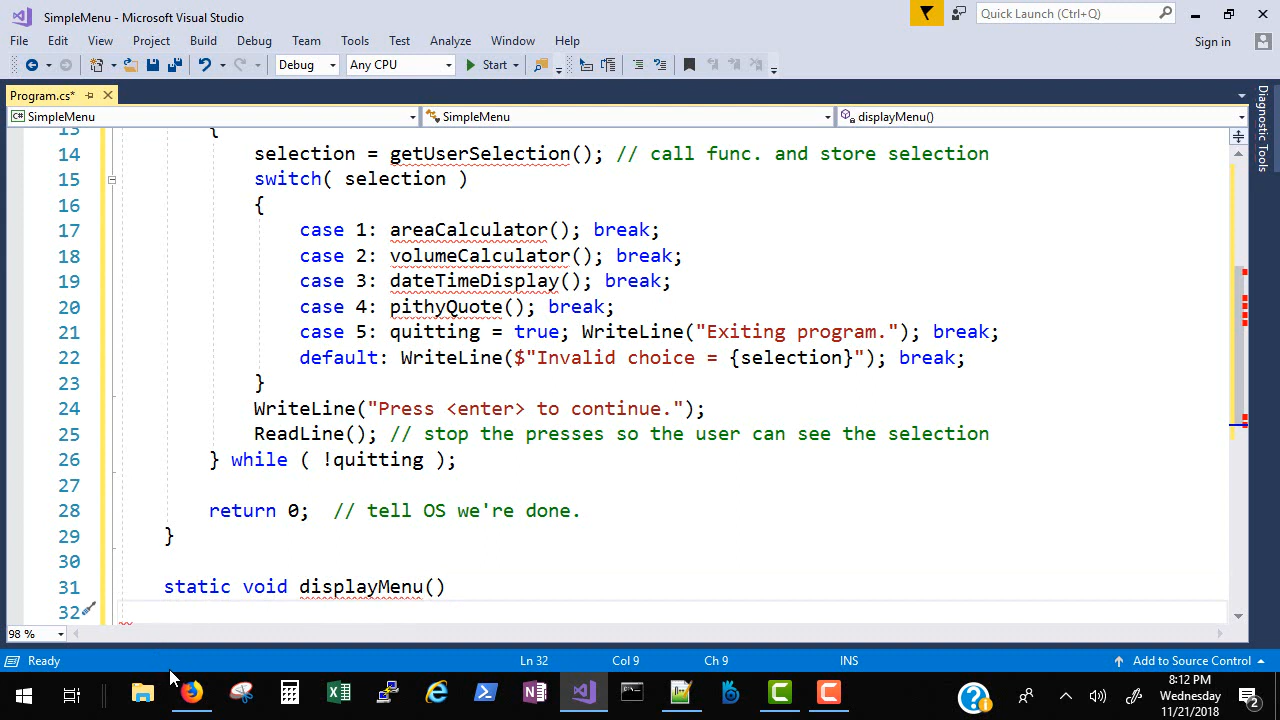 SimpleMenu - Microsoft Visual Studio
Quick Launch (Ctrl+Q)
File Edit View Project Build Debug Team Tools Test Analyze Window Help
Sign in
Debug Any CPU Start
Program.cs*
SimpleMenu SimpleMenu displayMenu()
Diagnostic Tools
13 {
14 selection = getUserSelection(); // call func. and store selection
15 switch( selection )
16 {
17 case 1: areaCalculator(); break;
18 case 2: volumeCalculator(); break;
19 case 3: dateTimeDisplay(); break;
20 case 4: pithyQuote(); break;
21 case 5: quitting = true; WriteLine("Exiting program."); break;
22 default: WriteLine($"Invalid choice = {selection}"); break;
23 }
24 WriteLine("Press <enter> to continue.");
25 ReadLine(); // stop the presses so the user can see the selection
26 } while ( !quitting );
27
28 return 0; // tell OS we're done.
29 }
30
31 static void displayMenu()
32
98 %
Ready Ln 32 Col 9 Ch 9 INS Add to Source Control
8:12 PM
Wednesday
11/21/2018
2